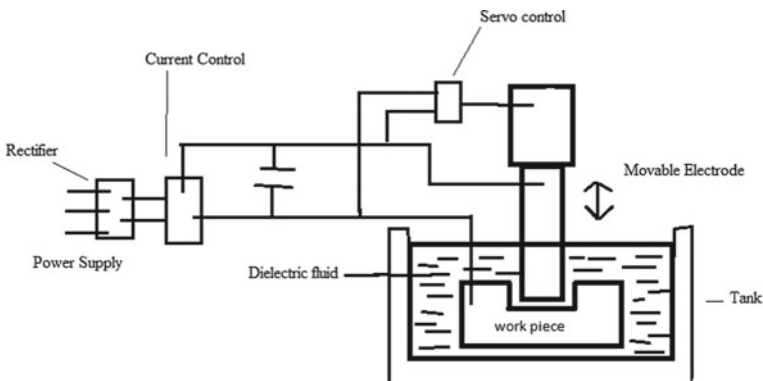 Servo control
Current Control
Rectifier
Movable Electrode
Power Supply
Dielectric fluid
Tank
work piece